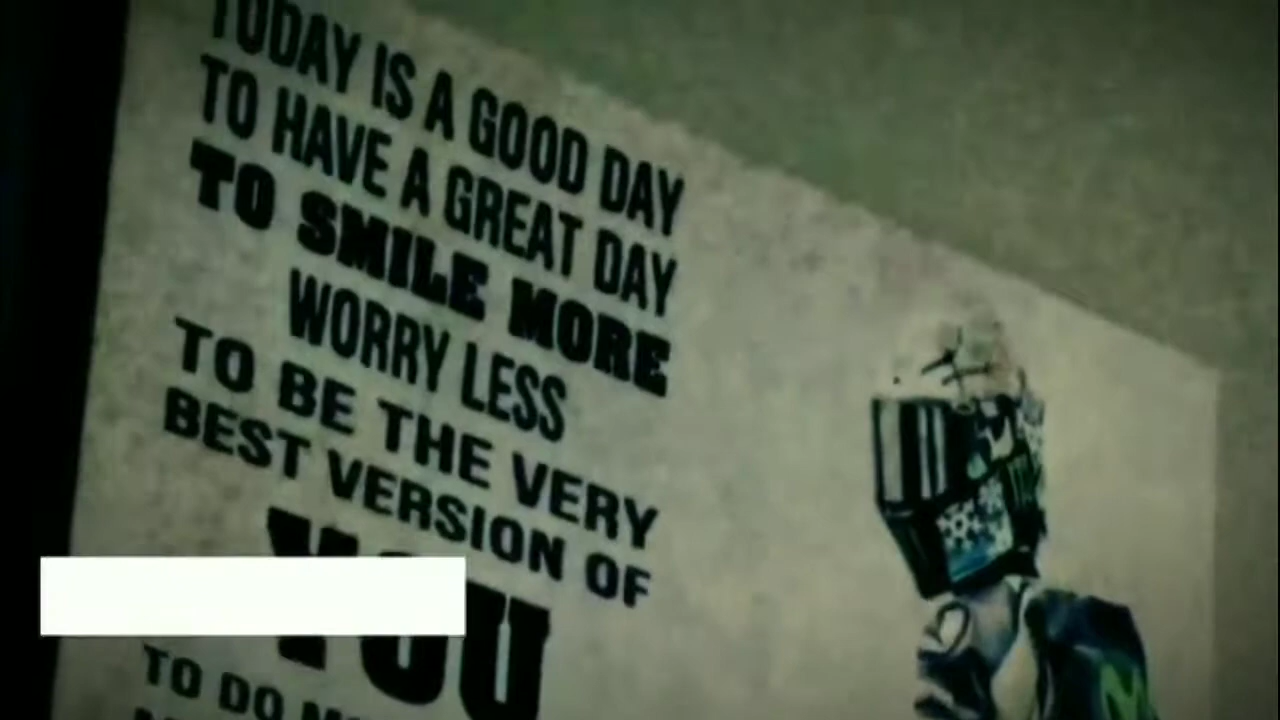 TODAY IS A GOOD DAY
TO HAVE A GREAT DAY
TO SMILE MORE
WORRY LESS
TO BE THE VERY
BEST VERSION OF
YOU
TO DO